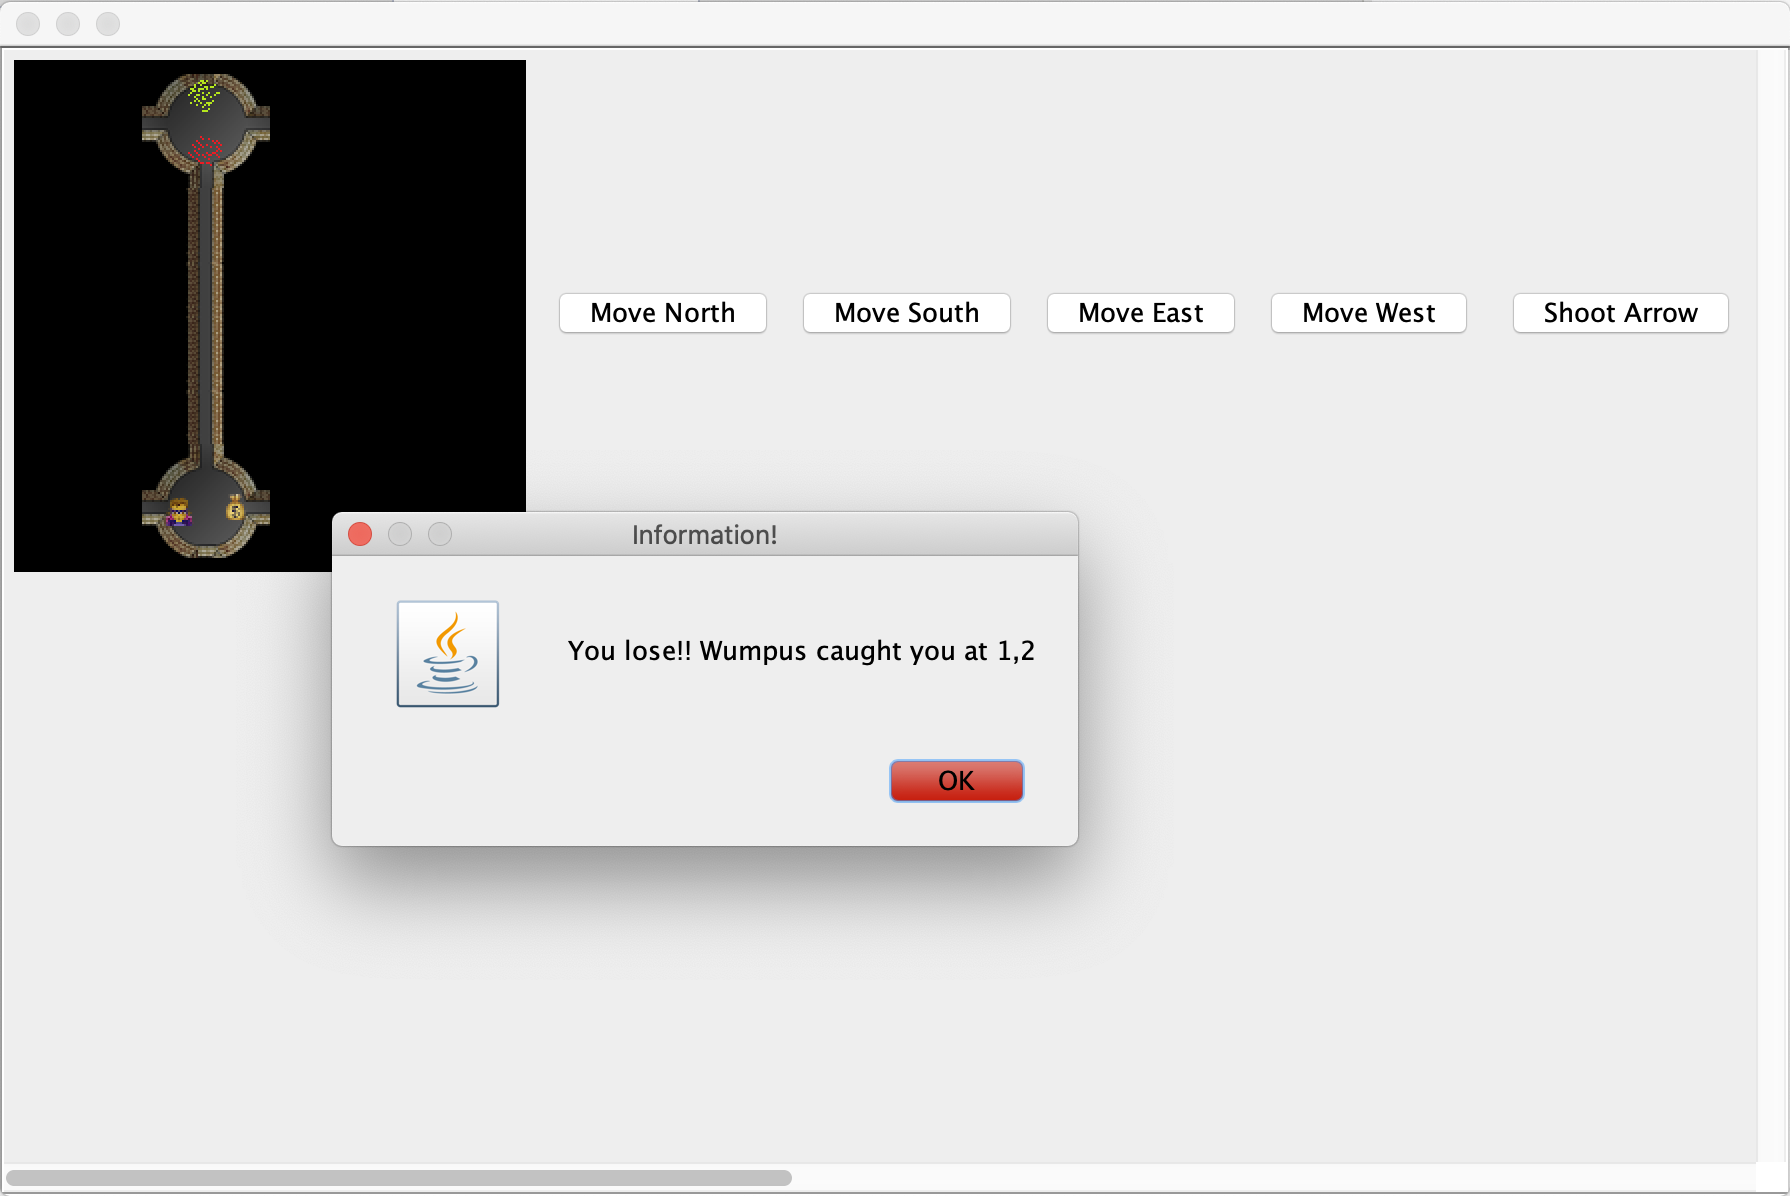 Move North
Move South
Move East
Move West
Shoot Arrow
Information!
You lose!! Wumpus caught you at 1,2
OK